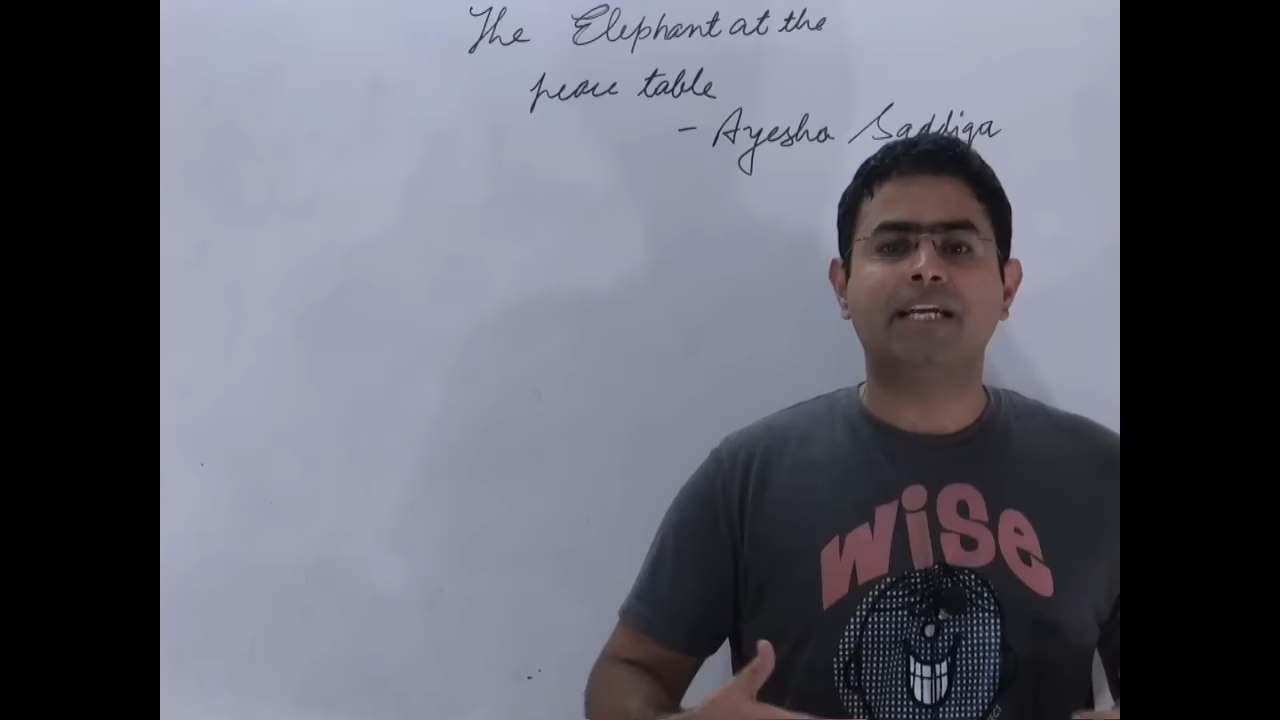 The Elephant at the
peace table
- Ayesha Saddiqa
WiSe